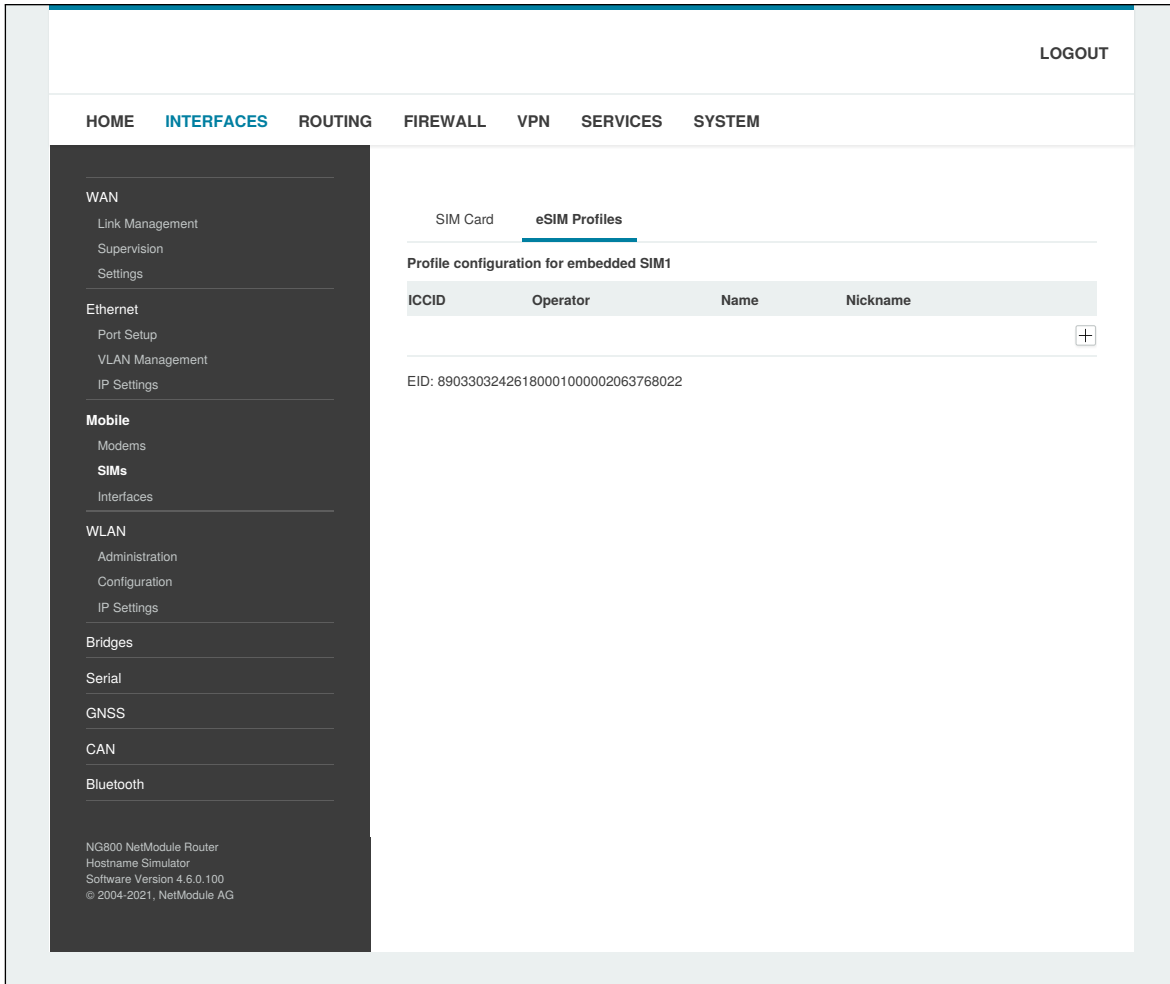 LOGOUT
HOME INTERFACES ROUTING FIREWALL VPN SERVICES SYSTEM
WAN
Link Management
Supervision
Settings
Ethernet
Port Setup
VLAN Management
IP Settings
Mobile
Modems
SIMs
Interfaces
WLAN
Administration
Configuration
IP Settings
Bridges
Serial
GNSS
CAN
Bluetooth
NG800 NetModule Router
Hostname Simulator
Software Version 4.6.0.100
© 2004-2021, NetModule AG
SIM Card eSIM Profiles
Profile configuration for embedded SIM1
ICCID Operator Name Nickname
EID: 89033032426180001000002063768022